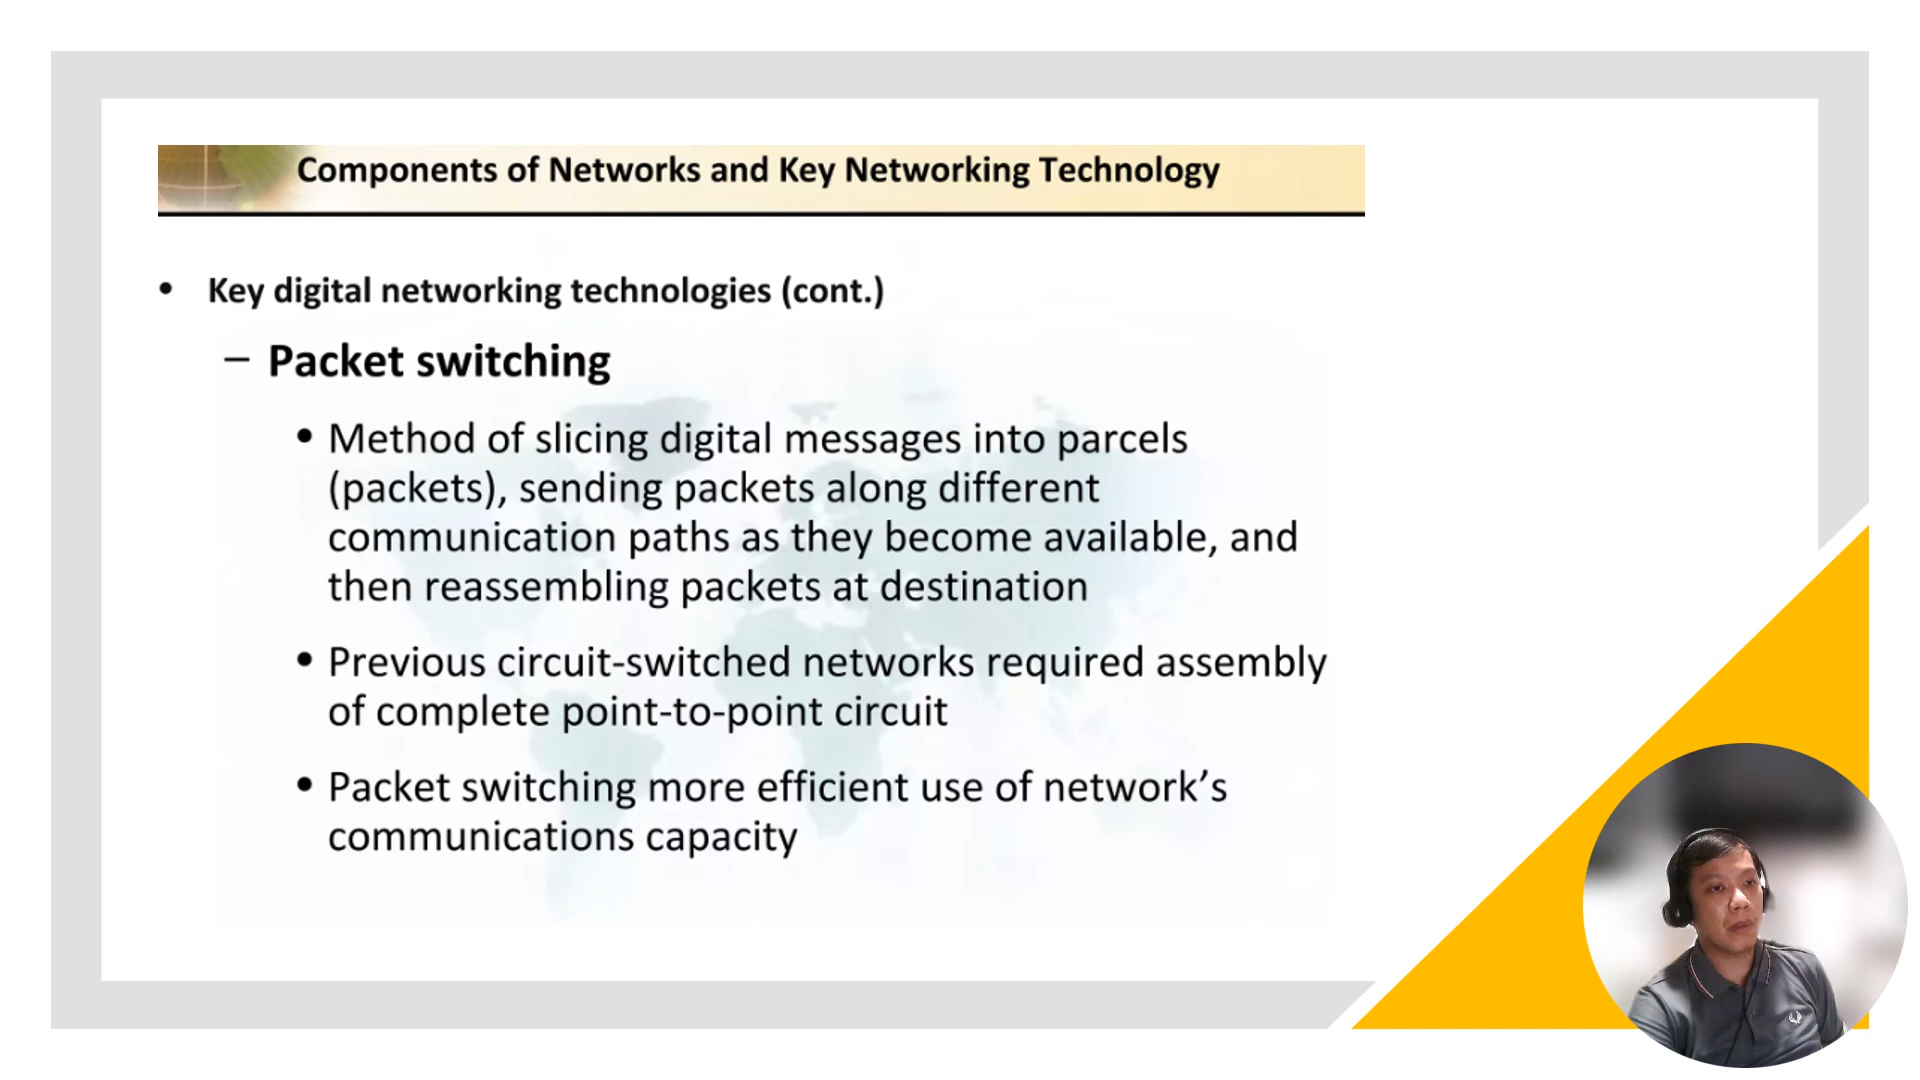 Components of Networks and Key Networking Technology
• Key digital networking technologies (cont.)
– Packet switching
• Method of slicing digital messages into parcels
(packets), sending packets along different
communication paths as they become available, and
then reassembling packets at destination
• Previous circuit-switched networks required assembly
of complete point-to-point circuit
• Packet switching more efficient use of network’s
communications capacity